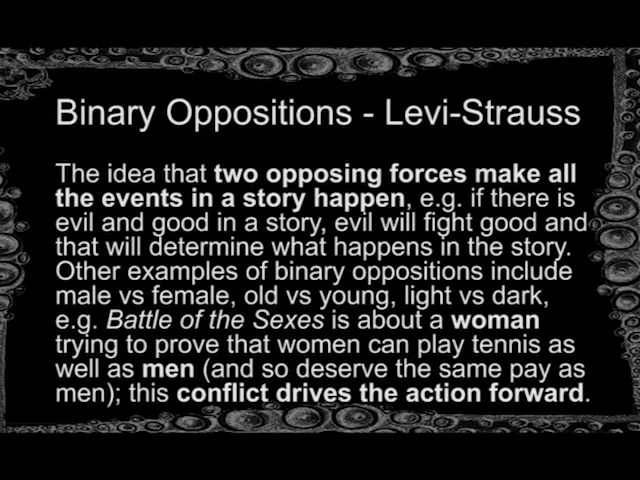 Binary Oppositions - Levi-Strauss
The idea that two opposing forces make all
the events in a story happen, e.g. if there is
evil and good in a story, evil will fight good and
that will determine what happens in the story.
Other examples of binary oppositions include
male vs female, old vs young, light vs dark,
e.g. Battle of the Sexes is about a woman
trying to prove that women can play tennis as
well as men (and so deserve the same pay as
men); this conflict drives the action forward.